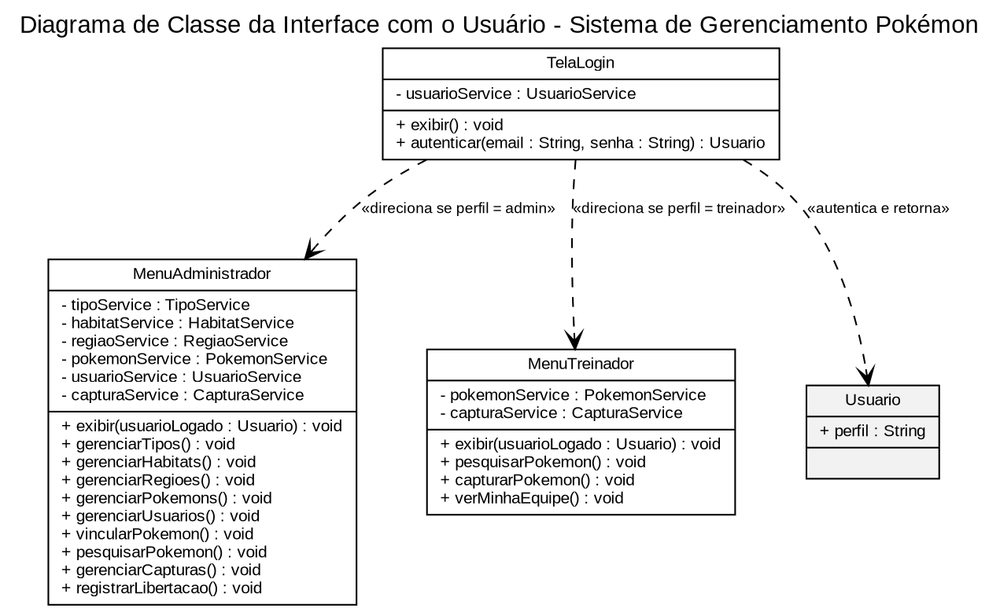 Diagrama de Classe da Interface com o Usuário - Sistema de Gerenciamento Pokémon
TelaLogin
- usuarioService : UsuarioService
+ exibir() : void
+ autenticar(email : String, senha : String) : Usuario
«direciona se perfil = admin»
«direciona se perfil = treinador»
«autentica e retorna»
MenuAdministrador
- tipoService : TipoService
- habitatService : HabitatService
- regiaoService : RegiaoService
- pokemonService : PokemonService
- usuarioService : UsuarioService
- capturaService : CapturaService
+ exibir(usuarioLogado : Usuario) : void
+ gerenciarTipos() : void
+ gerenciarHabitats() : void
+ gerenciarRegioes() : void
+ gerenciarPokemons() : void
+ gerenciarUsuarios() : void
+ vincularPokemon() : void
+ pesquisarPokemon() : void
+ gerenciarCapturas() : void
+ registrarLibertacao() : void
MenuTreinador
- pokemonService : PokemonService
- capturaService : CapturaService
+ exibir(usuarioLogado : Usuario) : void
+ pesquisarPokemon() : void
+ capturarPokemon() : void
+ verMinhaEquipe() : void
Usuario
+ perfil : String